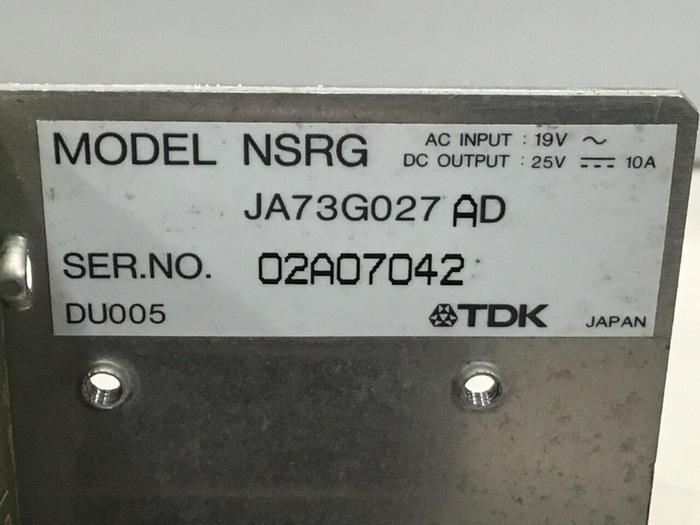 MODEL NSRG AC INPUT : 19V ~
DC OUTPUT : 25V ⎓ 10A
JA73G027 AD
SER.NO. 02A07042
DU005 TDK JAPAN